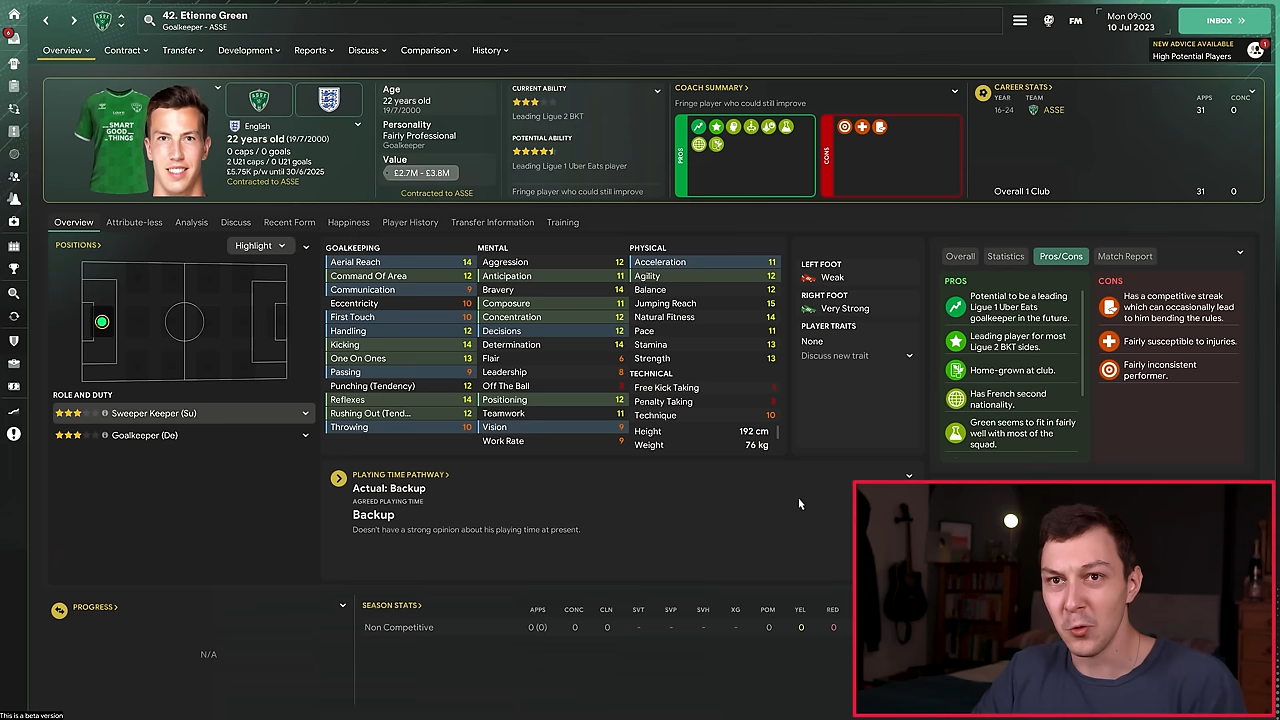 42. Etienne Green
Goalkeeper - ASSE
FM
Mon 09:00
10 Jul 2023
INBOX
6
Overview
Contract
Transfer
Development
Reports
Discuss
Comparison
History
NEW ADVICE AVAILABLE
High Potential Players
1
SMART
GOOD
THINGS
English
22 years old (19/7/2000)
0 caps / 0 goals
2 U21 caps / 0 U21 goals
£5.75K p/w until 30/6/2025
Contracted to ASSE
Age
22 years old
19/7/2000
Personality
Fairly Professional
Goalkeeper
Value
£2.7M - £3.8M
Contracted to ASSE
CURRENT ABILITY
Leading Ligue 2 BKT
POTENTIAL ABILITY
Leading Ligue 1 Uber Eats player
Fringe player who could still improve
COACH SUMMARY
Fringe player who could still improve
PROS
CONS
CAREER STATS
YEAR TEAM APPS CONC
16-24 ASSE 31 0
Overall 1 Club 31 0
Overview
Attribute-less
Analysis
Discuss
Recent Form
Happiness
Player History
Transfer Information
Training
POSITIONS
Highlight
ROLE AND DUTY
Sweeper Keeper (Su)
Goalkeeper (De)
GOALKEEPING
Aerial Reach 14
Command Of Area 12
Communication 9
Eccentricity 10
First Touch 10
Handling 12
Kicking 14
One On Ones 13
Passing 9
Punching (Tendency) 12
Reflexes 14
Rushing Out (Tend... 12
Throwing 10
MENTAL
Aggression 12
Anticipation 11
Bravery 14
Composure 11
Concentration 12
Decisions 12
Determination 14
Flair 6
Leadership 8
Off The Ball
Positioning 12
Teamwork 11
Vision 9
Work Rate 9
PHYSICAL
Acceleration 11
Agility 12
Balance 12
Jumping Reach 15
Natural Fitness 14
Pace 11
Stamina 13
Strength 13
TECHNICAL
Free Kick Taking
Penalty Taking
Technique 10
Height 192 cm
Weight 76 kg
LEFT FOOT
Weak
RIGHT FOOT
Very Strong
PLAYER TRAITS
None
Discuss new trait
Overall
Statistics
Pros/Cons
Match Report
PROS
Potential to be a leading
Ligue 1 Uber Eats
goalkeeper in the future.
Leading player for most
Ligue 2 BKT sides.
Home-grown at club.
Has French second
nationality.
Green seems to fit in fairly
well with most of the
squad.
CONS
Has a competitive streak
which can occasionally lead
to him bending the rules.
Fairly susceptible to injuries.
Fairly inconsistent
performer.
PLAYING TIME PATHWAY
Actual: Backup
AGREED PLAYING TIME
Backup
Doesn't have a strong opinion about his playing time at present.
PROGRESS
N/A
SEASON STATS
APPS CONC CLN SVT SVP SVH XG POM YEL RED
Non Competitive 0 (0) 0 0 - - - - 0 0 0
This is a beta version